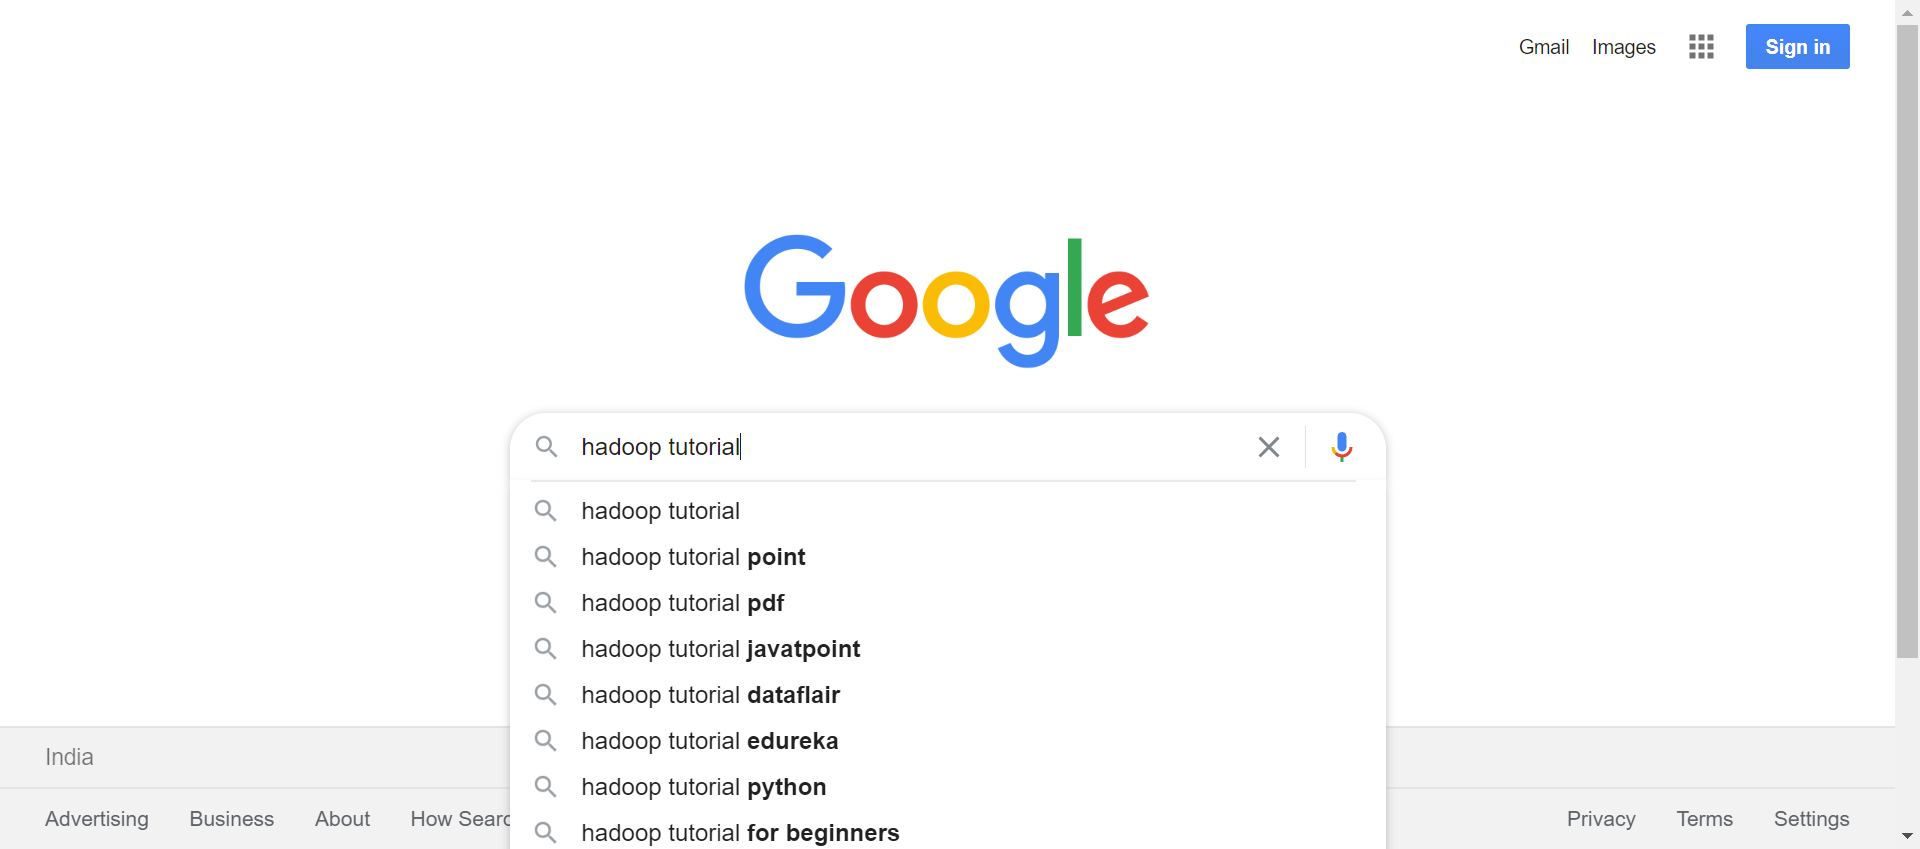 Gmail Images Sign in
Google
hadoop tutorial
hadoop tutorial
hadoop tutorial point
hadoop tutorial pdf
hadoop tutorial javatpoint
hadoop tutorial dataflair
hadoop tutorial edureka
hadoop tutorial python
hadoop tutorial for beginners
India
Advertising Business About How Searc
Privacy Terms Settings